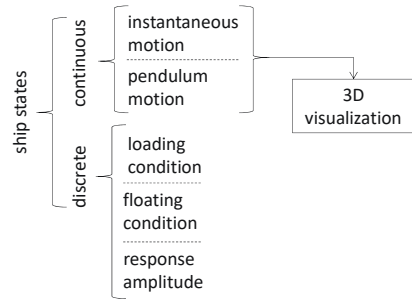 ship states
continuous
instantaneous
motion
pendulum
motion
discrete
loading
condition
floating
condition
response
amplitude
3D
visualization